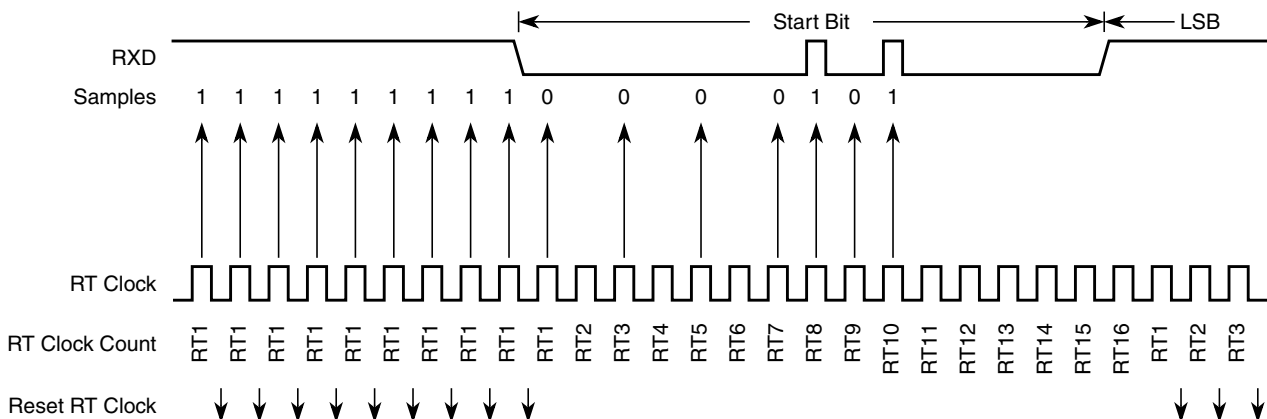 Start Bit LSB
RXD
Samples 1 1 1 1 1 1 1 1 1 0 0 0 0 1 0 1
RT Clock
RT Clock Count RT1 RT1 RT1 RT1 RT1 RT1 RT1 RT1 RT1 RT1 RT2 RT3 RT4 RT5 RT6 RT7 RT8 RT9 RT10 RT11 RT12 RT13 RT14 RT15 RT16 RT1 RT2 RT3
Reset RT Clock